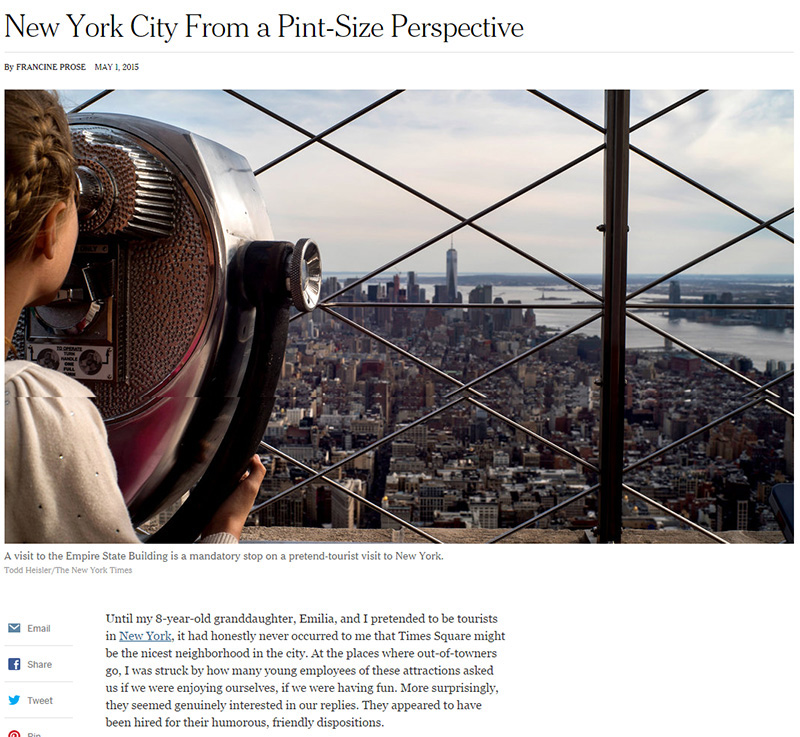 New York City From a Pint-Size Perspective
By FRANCINE PROSE MAY 1, 2015
TO OPERATE
TURN
HANDLE
ONE
FULL
TURN
A visit to the Empire State Building is a mandatory stop on a pretend-tourist visit to New York.
Todd Heisler/The New York Times
Email
Share
Tweet
Pin
Until my 8-year-old granddaughter, Emilia, and I pretended to be tourists
in New York, it had honestly never occurred to me that Times Square might
be the nicest neighborhood in the city. At the places where out-of-towners
go, I was struck by how many young employees of these attractions asked
us if we were enjoying ourselves, if we were having fun. More surprisingly,
they seemed genuinely interested in our replies. They appeared to have
been hired for their humorous, friendly dispositions.